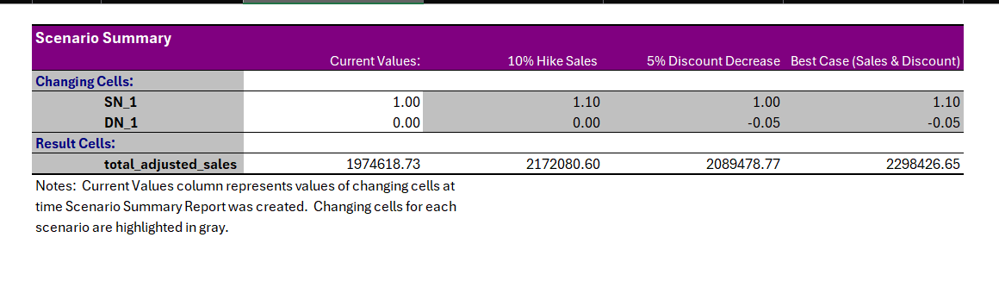 Scenario Summary
Current Values: 10% Hike Sales 5% Discount Decrease Best Case (Sales & Discount)
Changing Cells:
SN_1 1.00 1.10 1.00 1.10
DN_1 0.00 0.00 -0.05 -0.05
Result Cells:
total_adjusted_sales 1974618.73 2172080.60 2089478.77 2298426.65
Notes: Current Values column represents values of changing cells at
time Scenario Summary Report was created. Changing cells for each
scenario are highlighted in gray.